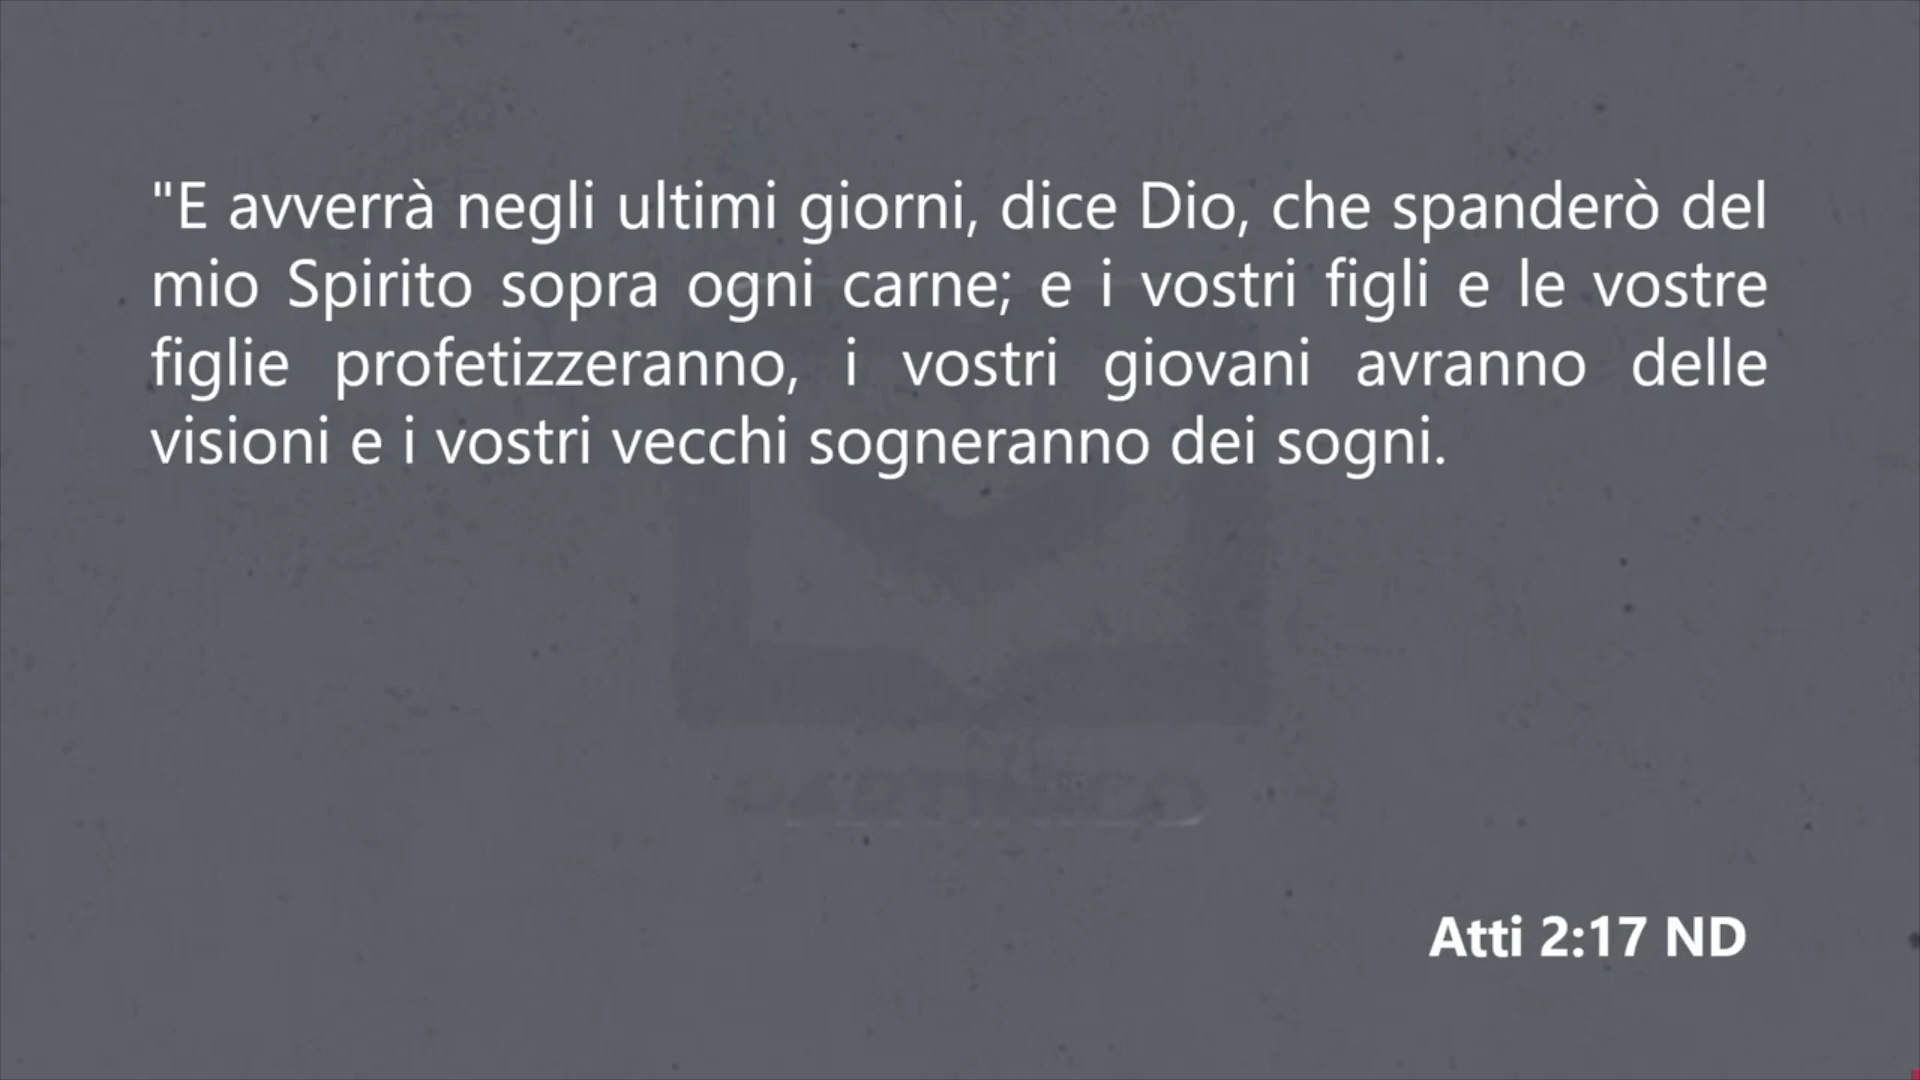 "E avverrà negli ultimi giorni, dice Dio, che spanderò del
mio Spirito sopra ogni carne; e i vostri figli e le vostre
figlie profetizzeranno, i vostri giovani avranno delle
visioni e i vostri vecchi sogneranno dei sogni.
PARTINICO
Atti 2:17 ND